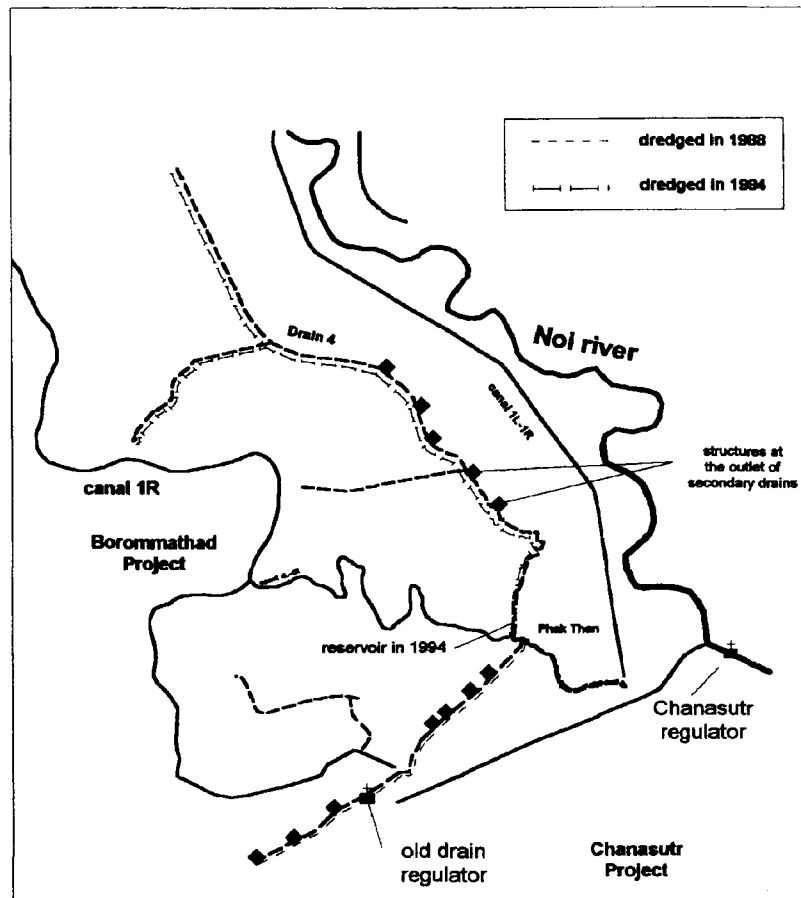 dredged in 1988
dredged in 1994
Drain 4
Noi river
canal 1L-1R
structures at
the outlet of
secondary drains
canal 1R
Borommathad
Project
Phak Than
reservoir in 1994
Chanasutr
regulator
old drain
regulator
Chanasutr
Project